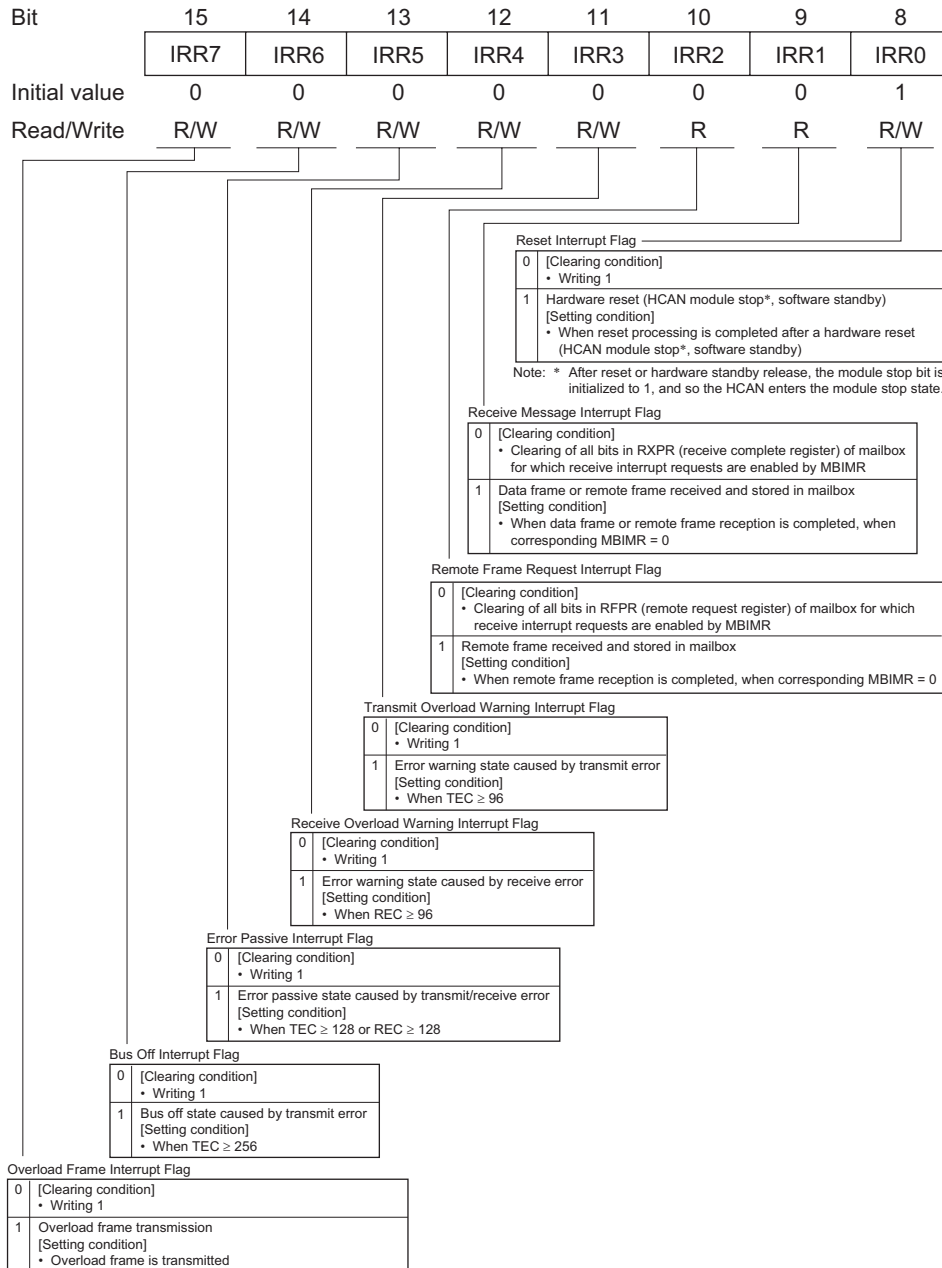 Bit 15 14 13 12 11 10 9 8
IRR7 IRR6 IRR5 IRR4 IRR3 IRR2 IRR1 IRR0
Initial value 0 0 0 0 0 0 0 1
Read/Write R/W R/W R/W R/W R/W R R R/W
Reset Interrupt Flag
0 [Clearing condition]
• Writing 1
1 Hardware reset (HCAN module stop*, software standby)
[Setting condition]
• When reset processing is completed after a hardware reset
(HCAN module stop*, software standby)
Note: * After reset or hardware standby release, the module stop bit is
initialized to 1, and so the HCAN enters the module stop state.
Receive Message Interrupt Flag
0 [Clearing condition]
• Clearing of all bits in RXPR (receive complete register) of mailbox
for which receive interrupt requests are enabled by MBIMR
1 Data frame or remote frame received and stored in mailbox
[Setting condition]
• When data frame or remote frame reception is completed, when
corresponding MBIMR = 0
Remote Frame Request Interrupt Flag
0 [Clearing condition]
• Clearing of all bits in RFPR (remote request register) of mailbox for which
receive interrupt requests are enabled by MBIMR
1 Remote frame received and stored in mailbox
[Setting condition]
• When remote frame reception is completed, when corresponding MBIMR = 0
Transmit Overload Warning Interrupt Flag
0 [Clearing condition]
• Writing 1
1 Error warning state caused by transmit error
[Setting condition]
• When TEC ≥ 96
Receive Overload Warning Interrupt Flag
0 [Clearing condition]
• Writing 1
1 Error warning state caused by receive error
[Setting condition]
• When REC ≥ 96
Error Passive Interrupt Flag
0 [Clearing condition]
• Writing 1
1 Error passive state caused by transmit/receive error
[Setting condition]
• When TEC ≥ 128 or REC ≥ 128
Bus Off Interrupt Flag
0 [Clearing condition]
• Writing 1
1 Bus off state caused by transmit error
[Setting condition]
• When TEC ≥ 256
Overload Frame Interrupt Flag
0 [Clearing condition]
• Writing 1
1 Overload frame transmission
[Setting condition]
• Overload frame is transmitted